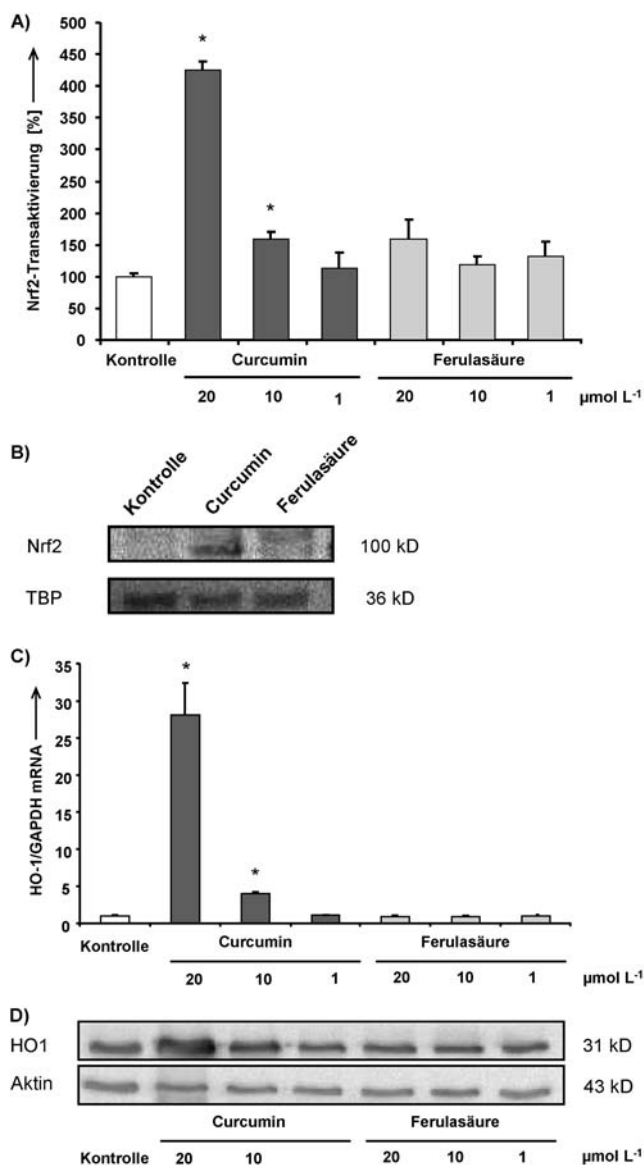 A)
Nrf2-Transaktivierung [%]
500
450
400
350
300
250
200
150
100
50
0
*
*
Kontrolle Curcumin Ferulasäure
20 10 1 20 10 1 µmol L⁻¹
B)
Kontrolle Curcumin Ferulasäure
Nrf2 100 kD
TBP 36 kD
C)
HO-1/GAPDH mRNA
35
30
25
20
15
10
5
0
*
*
Kontrolle Curcumin Ferulasäure
20 10 1 20 10 1 µmol L⁻¹
D)
HO1 31 kD
Aktin 43 kD
Curcumin Ferulasäure
Kontrolle 20 10 20 10 1 µmol L⁻¹